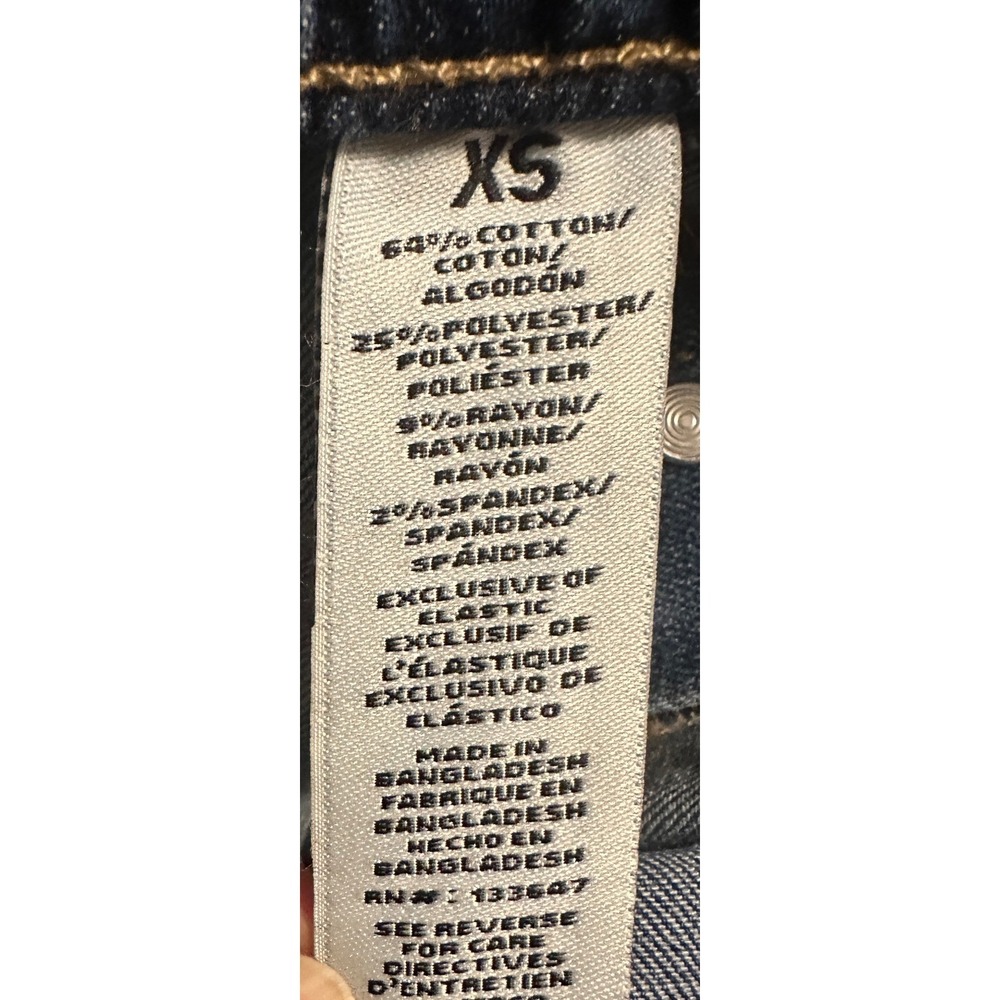 XS
64%COTTON/
COTON/
ALGODÓN
25%POLYESTER/
POLYESTER/
POLIÉSTER
9%RAYON/
RAYONNE/
RAYÓN
2%SPANDEX/
SPANDEX/
SPÁNDEX
EXCLUSIVE OF
ELASTIC
EXCLUSIF DE
L'ÉLASTIQUE
EXCLUSIVO DE
ELÁSTICO
MADE IN
BANGLADESH
FABRIQUE EN
BANGLADESH
HECHO EN
BANGLADESH
RN# : 133647
SEE REVERSE
FOR CARE
DIRECTIVES
D'ENTRETIEN